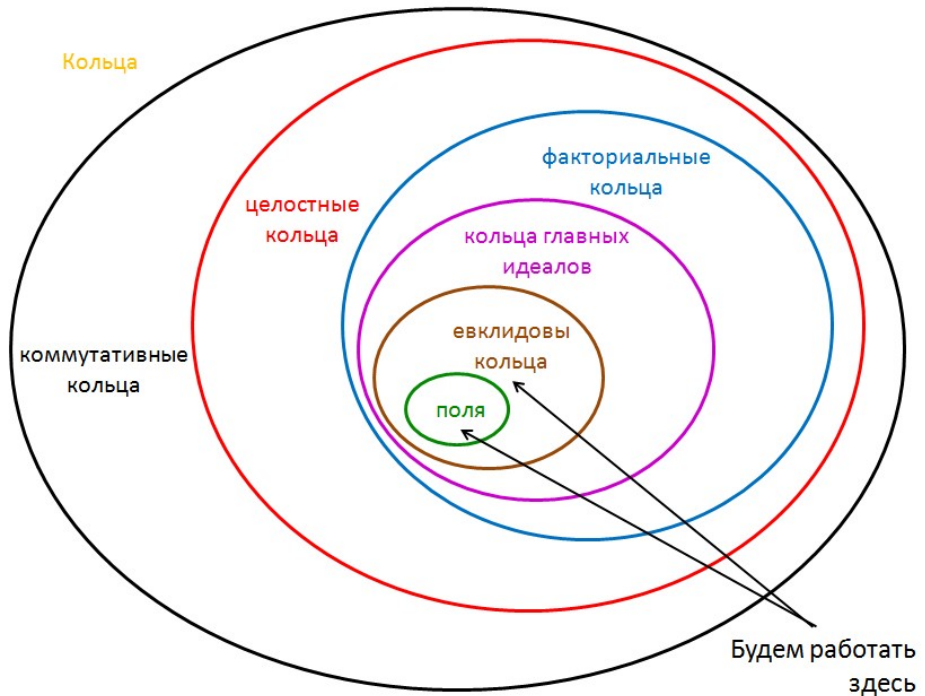 Кольца
факториальные
кольца
целостные
кольца
кольца главных
идеалов
евклидовы
кольца
коммутативные
кольца
поля
Будем работать
здесь